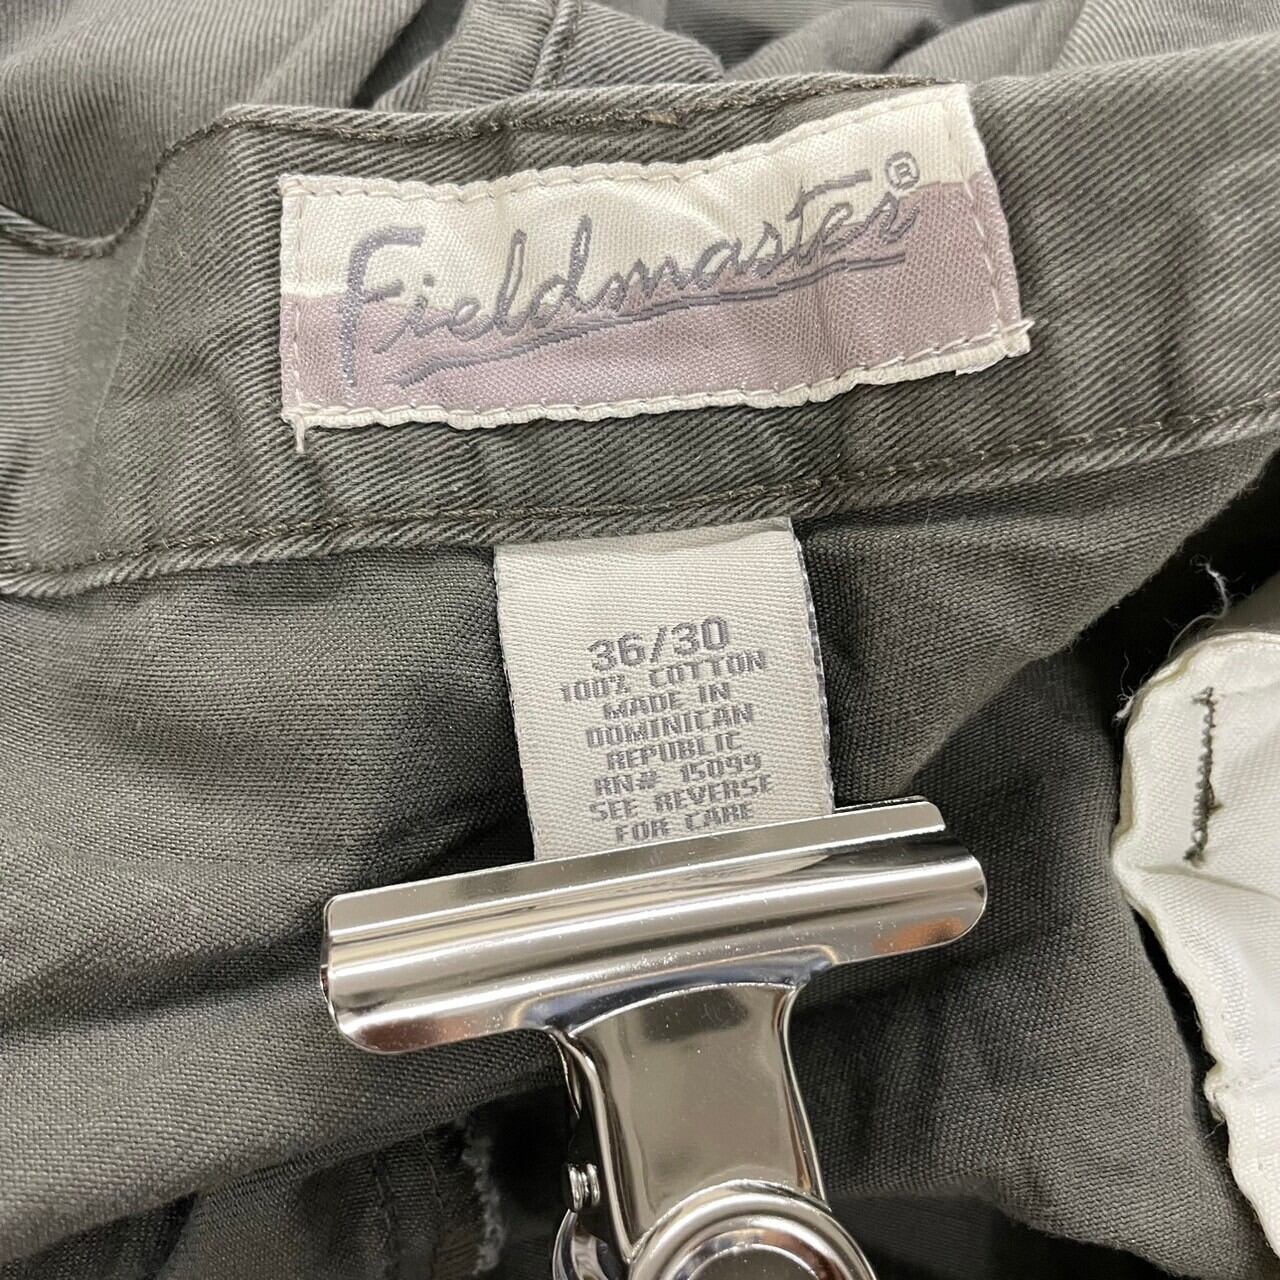 Fieldmaster®
36/30
100% COTTON
MADE IN
DOMINICAN
REPUBLIC
RN# 15099
SEE REVERSE
FOR CARE